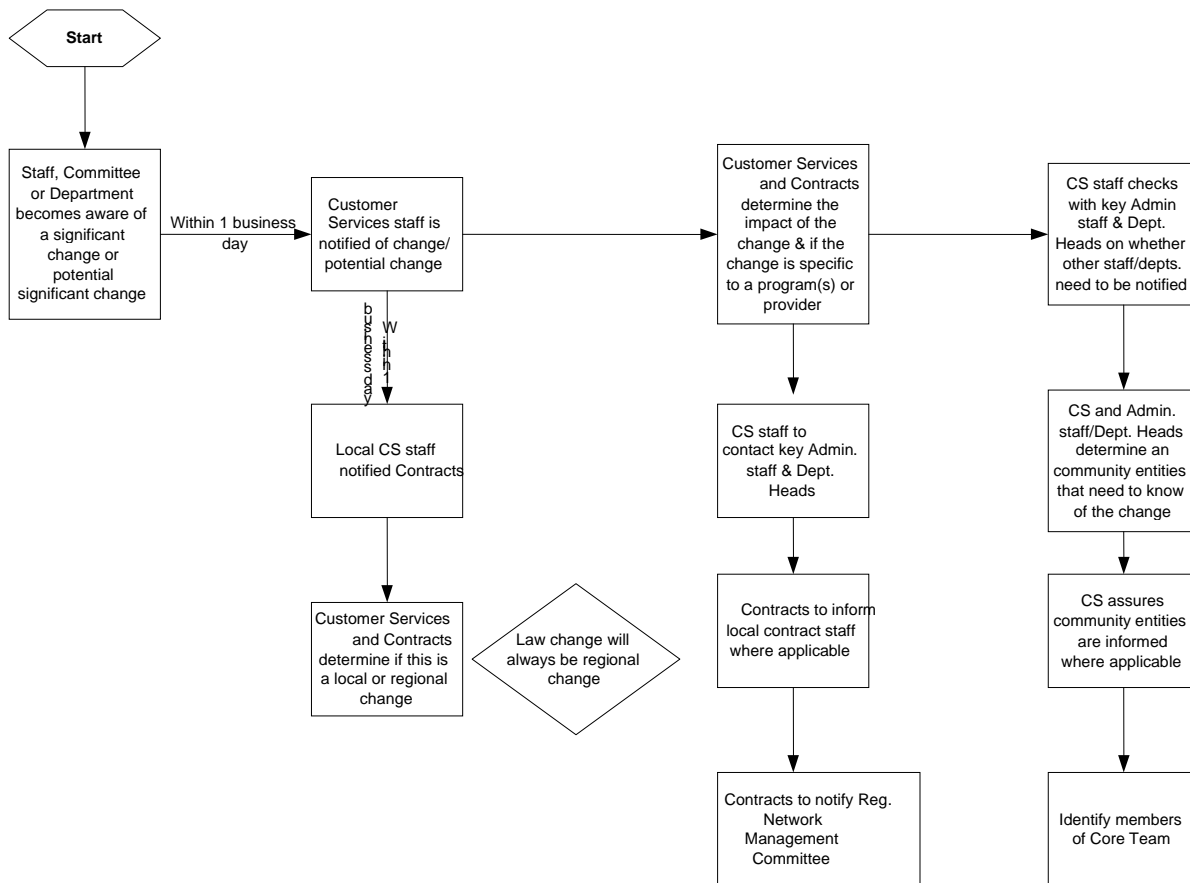 Start
Staff, Committee
or Department
becomes aware of
a significant
change or
potential
significant change
Within 1 business
day
Customer
Services staff is
notified of change/
potential change
Within 1
business day
Local CS staff
notified Contracts
Customer Services
and Contracts
determine if this is
a local or regional
change
Law change will
always be regional
change
Customer Services
and Contracts
determine the
impact of the
change & if the
change is specific
to a program(s) or
provider
CS staff to
contact key Admin.
staff & Dept.
Heads
Contracts to inform
local contract staff
where applicable
Contracts to notify Reg.
Network
Management
Committee
CS staff checks
with key Admin
staff & Dept.
Heads on whether
other staff/depts.
need to be notified
CS and Admin.
staff/Dept. Heads
determine an
community entities
that need to know
of the change
CS assures
community entities
are informed
where applicable
Identify members
of Core Team